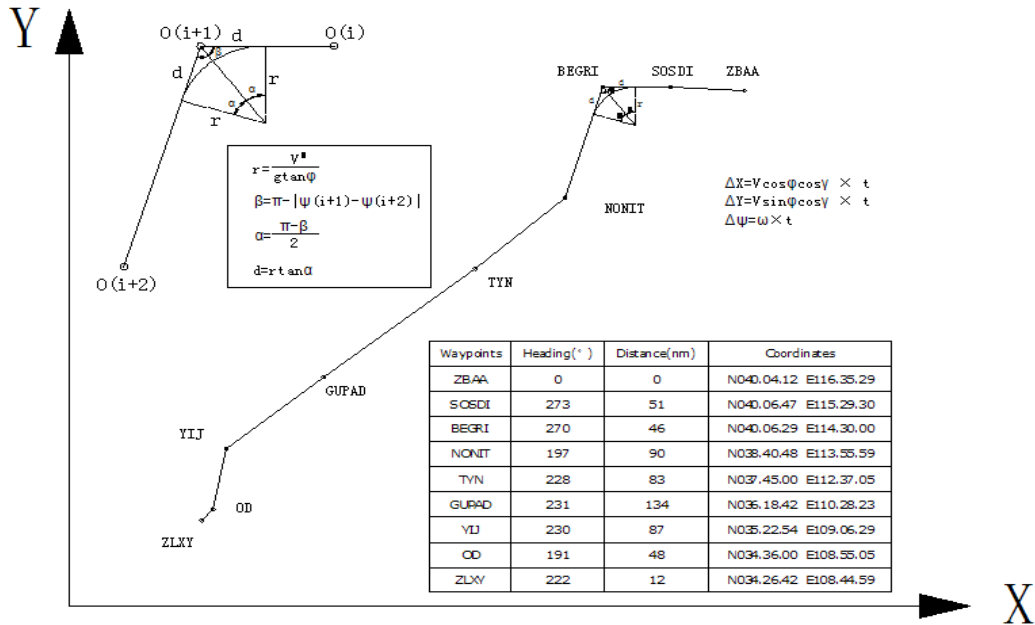 Y
O(i+1)
d
O(i)
β
d
r
α
α
r
r=V²/gtanφ
β=π-|ψ(i+1)-ψ(i+2)|
α=π-β/2
d=rtanα
O(i+2)
BEGRI
SOSDI
ZBAA
d
d
r
NONIT
ΔX=Vcosφcosγ × t
ΔY=Vsinφcosγ × t
Δψ=ω×t
TYN
GUPAD
YIJ
OD
ZLXY
Waypoints Heading(°) Distance(nm) Coordinates
ZBAA 0 0 N040.04.12 E116.35.29
SOSDI 273 51 N040.06.47 E115.29.30
BEGRI 270 46 N040.06.29 E114.30.00
NONIT 197 90 N038.40.48 E113.55.59
TYN 228 83 N037.45.00 E112.37.05
GUPAD 231 134 N036.18.42 E110.28.23
YIJ 230 87 N035.22.54 E109.06.29
OD 191 48 N034.36.00 E108.55.05
ZLXY 222 12 N034.26.42 E108.44.59
X